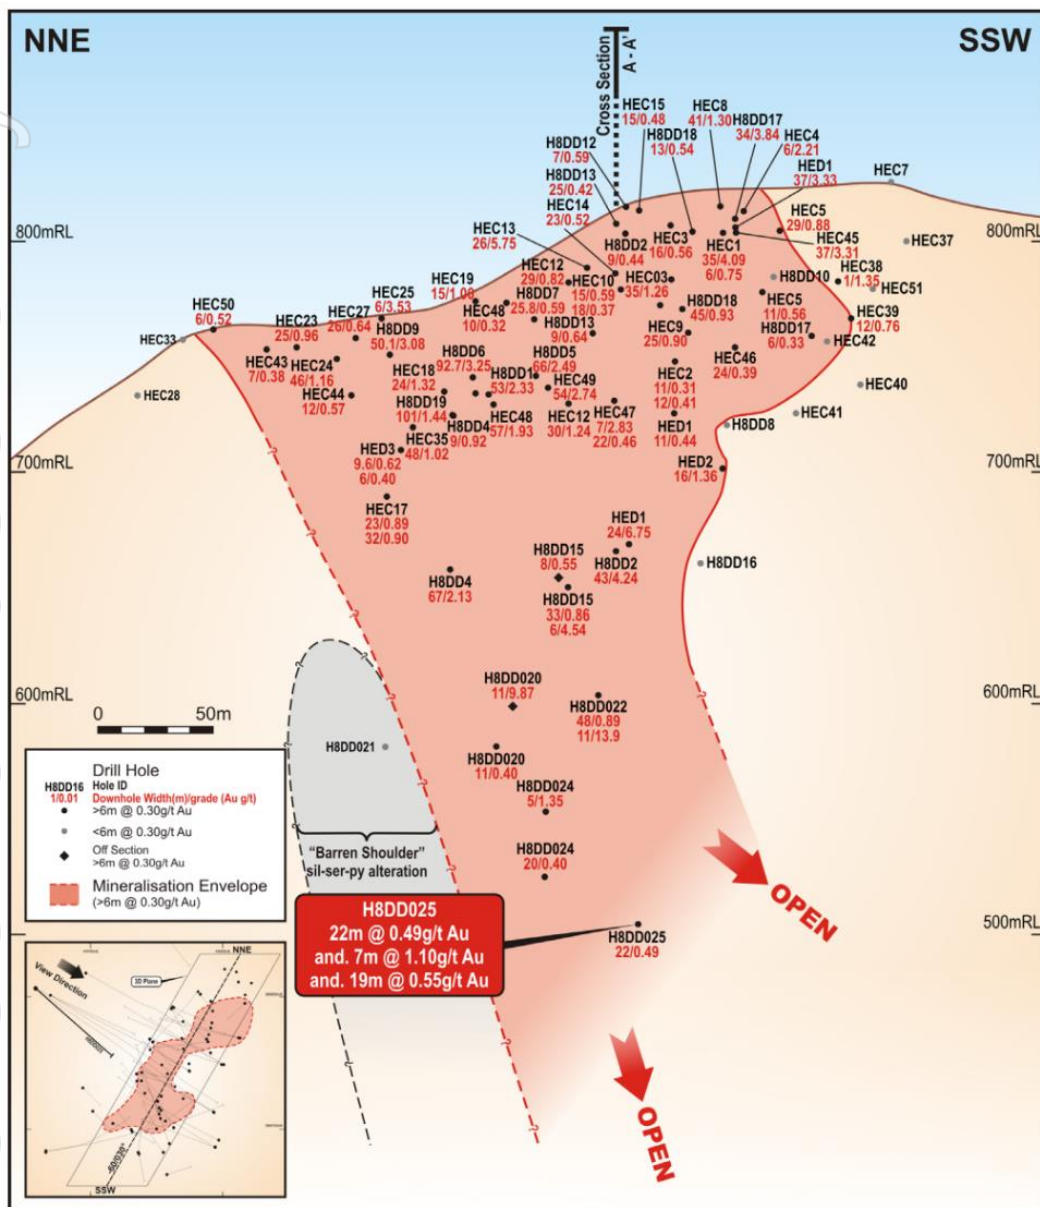 NNE
SSW
Cross Section
A - A'
HEC15
15/0.48
HEC8
41/1.30
H8DD17
34/3.84
HEC4
6/2.21
H8DD18
13/0.54
HED1
37/3.33
HEC7
H8DD12
7/0.59
H8DD13
25/0.42
HEC14
23/0.52
HEC13
26/5.75
HEC5
29/0.88
800mRL
800mRL
H8DD2
9/0.44
HEC3
16/0.56
HEC1
35/4.09
6/0.75
HEC45
37/3.31
HEC37
HEC12
29/0.82
HEC10
15/0.59
18/0.37
HEC03
35/1.26
H8DD10
HEC38
1/1.35
HEC51
HEC19
15/1.00
HEC25
6/3.53
HEC50
6/0.52
HEC27
26/0.64
HEC48
10/0.32
H8DD7
25.8/0.59
H8DD18
45/0.93
HEC5
11/0.56
HEC39
12/0.76
HEC23
25/0.96
H8DD9
50.1/3.08
H8DD13
9/0.64
HEC9
25/0.90
H8DD17
6/0.33
HEC33
HEC42
HEC43
7/0.38
HEC24
46/1.16
H8DD6
92.7/3.25
H8DD5
66/2.49
HEC46
24/0.39
HEC18
24/1.32
H8DD1
53/2.33
HEC49
54/2.74
HEC2
11/0.31
12/0.41
HEC28
HEC44
12/0.57
HEC40
H8DD19
101/1.44
HEC48
57/1.93
HEC12
30/1.24
HEC47
7/2.83
22/0.46
HEC41
H8DD4
9/0.92
HED1
11/0.44
H8DD8
HEC35
48/1.02
HED3
9.6/0.62
6/0.40
700mRL
700mRL
HED2
16/1.36
HEC17
23/0.89
32/0.90
HED1
24/6.75
H8DD15
8/0.55
H8DD2
43/4.24
H8DD16
H8DD4
67/2.13
H8DD15
33/0.86
6/4.54
H8DD020
11/9.87
600mRL
600mRL
H8DD022
48/0.89
11/13.9
0
50m
H8DD021
H8DD020
11/0.40
H8DD024
5/1.35
Drill Hole
H8DD16
Hole ID
1/0.01
Downhole Width(m)/grade (Au g/t)
>6m @ 0.30g/t Au
<6m @ 0.30g/t Au
Off Section
>6m @ 0.30g/t Au
Mineralisation Envelope
(>6m @ 0.30g/t Au)
"Barren Shoulder"
sil-ser-py alteration
H8DD024
20/0.40
OPEN
H8DD025
22m @ 0.49g/t Au
and. 7m @ 1.10g/t Au
and. 19m @ 0.55g/t Au
500mRL
H8DD025
22/0.49
OPEN
NNE
View Direction
SSW